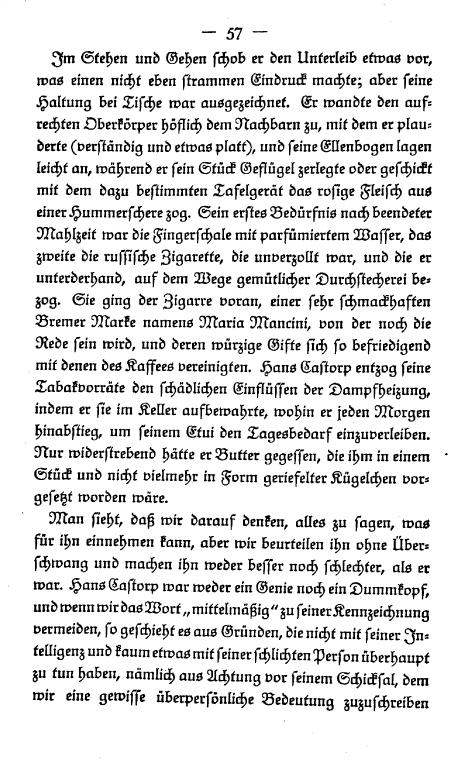 — 57 —
Im Stehen und Gehen schob er den Unterleib etwas vor,
was einen nicht eben strammen Eindruck machte; aber seine
Haltung bei Tische war ausgezeichnet. Er wandte den auf-
rechten Oberkörper höflich dem Nachbarn zu, mit dem er plau-
derte (verständig und etwas platt), und seine Ellenbogen lagen
leicht an, während er sein Stück Geflügel zerlegte oder geschickt
mit dem dazu bestimmten Tafelgerät das rosige Fleisch aus
einer Hummerschere zog. Sein erstes Bedürfnis nach beendeter
Mahlzeit war die Fingerschale mit parfümiertem Wasser, das
zweite die russische Zigarette, die unverzollt war, und die er
unterderhand, auf dem Wege gemütlicher Durchstecherei be-
zog. Sie ging der Zigarre voran, einer sehr schmackhaften
Bremer Marke namens Maria Mancini, von der noch die
Rede sein wird, und deren würzige Gifte sich so befriedigend
mit denen des Kaffees vereinigten. Hans Castorp entzog seine
Tabakvorräte den schädlichen Einflüssen der Dampfheizung,
indem er sie im Keller aufbewahrte, wohin er jeden Morgen
hinabstieg, um seinem Etui den Tagesbedarf einzuverleiben.
Nur widerstrebend hätte er Butter gegessen, die ihm in einem
Stück und nicht vielmehr in Form geriefelter Kügelchen vor-
gesetzt worden wäre.
Man sieht, daß wir darauf denken, alles zu sagen, was
für ihn einnehmen kann, aber wir beurteilen ihn ohne Über-
schwang und machen ihn weder besser noch schlechter, als er
war. Hans Castorp war weder ein Genie noch ein Dummkopf,
und wenn wir das Wort „mittelmäßig“ zu seiner Kennzeichnung
vermeiden, so geschieht es aus Gründen, die nicht mit seiner In-
telligenz und kaum etwas mit seiner schlichten Person überhaupt
zu tun haben, nämlich aus Achtung vor seinem Schicksal, dem
wir eine gewisse überpersönliche Bedeutung zuzuschreiben